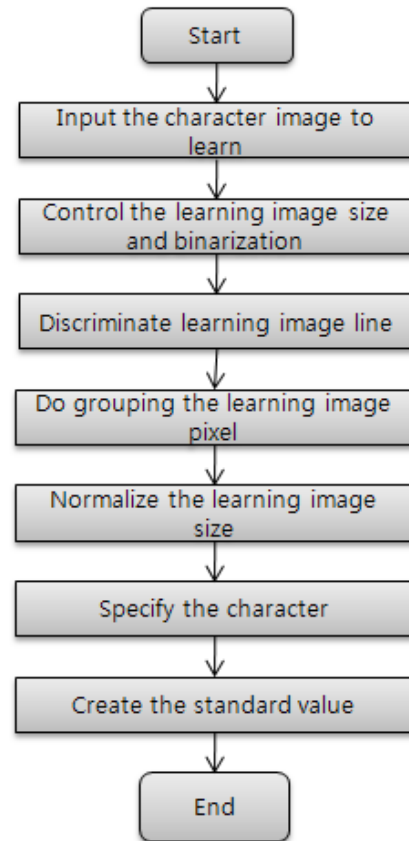 Start
Input the character image to
learn
Control the learning image size
and binarization
Discriminate learning image line
Do grouping the learning image
pixel
Normalize the learning image
size
Specify the character
Create the standard value
End